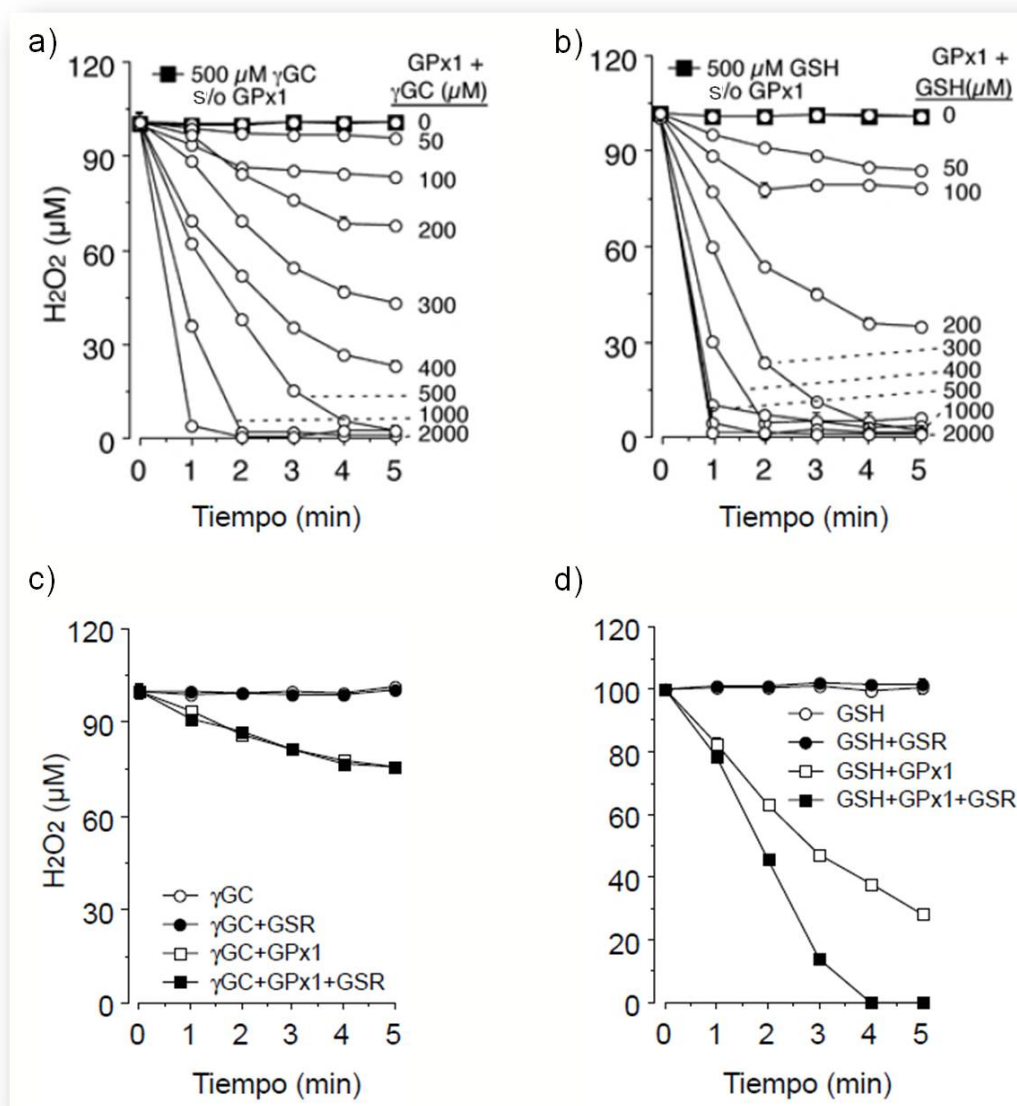 a)
120
90
60
30
0
H2O2 (µM)
500 µM γGC
S/o GPx1
GPx1 +
γGC (µM)
0
50
100
200
300
400
500
1000
2000
0 1 2 3 4 5
Tiempo (min)
b)
120
90
60
30
0
500 µM GSH
S/o GPx1
GPx1 +
GSH(µM)
0
50
100
200
300
400
500
1000
2000
0 1 2 3 4 5
Tiempo (min)
c)
120
90
60
30
0
H2O2 (µM)
γGC
γGC+GSR
γGC+GPx1
γGC+GPx1+GSR
0 1 2 3 4 5
Tiempo (min)
d)
120
100
80
60
40
20
0
GSH
GSH+GSR
GSH+GPx1
GSH+GPx1+GSR
0 1 2 3 4 5
Tiempo (min)